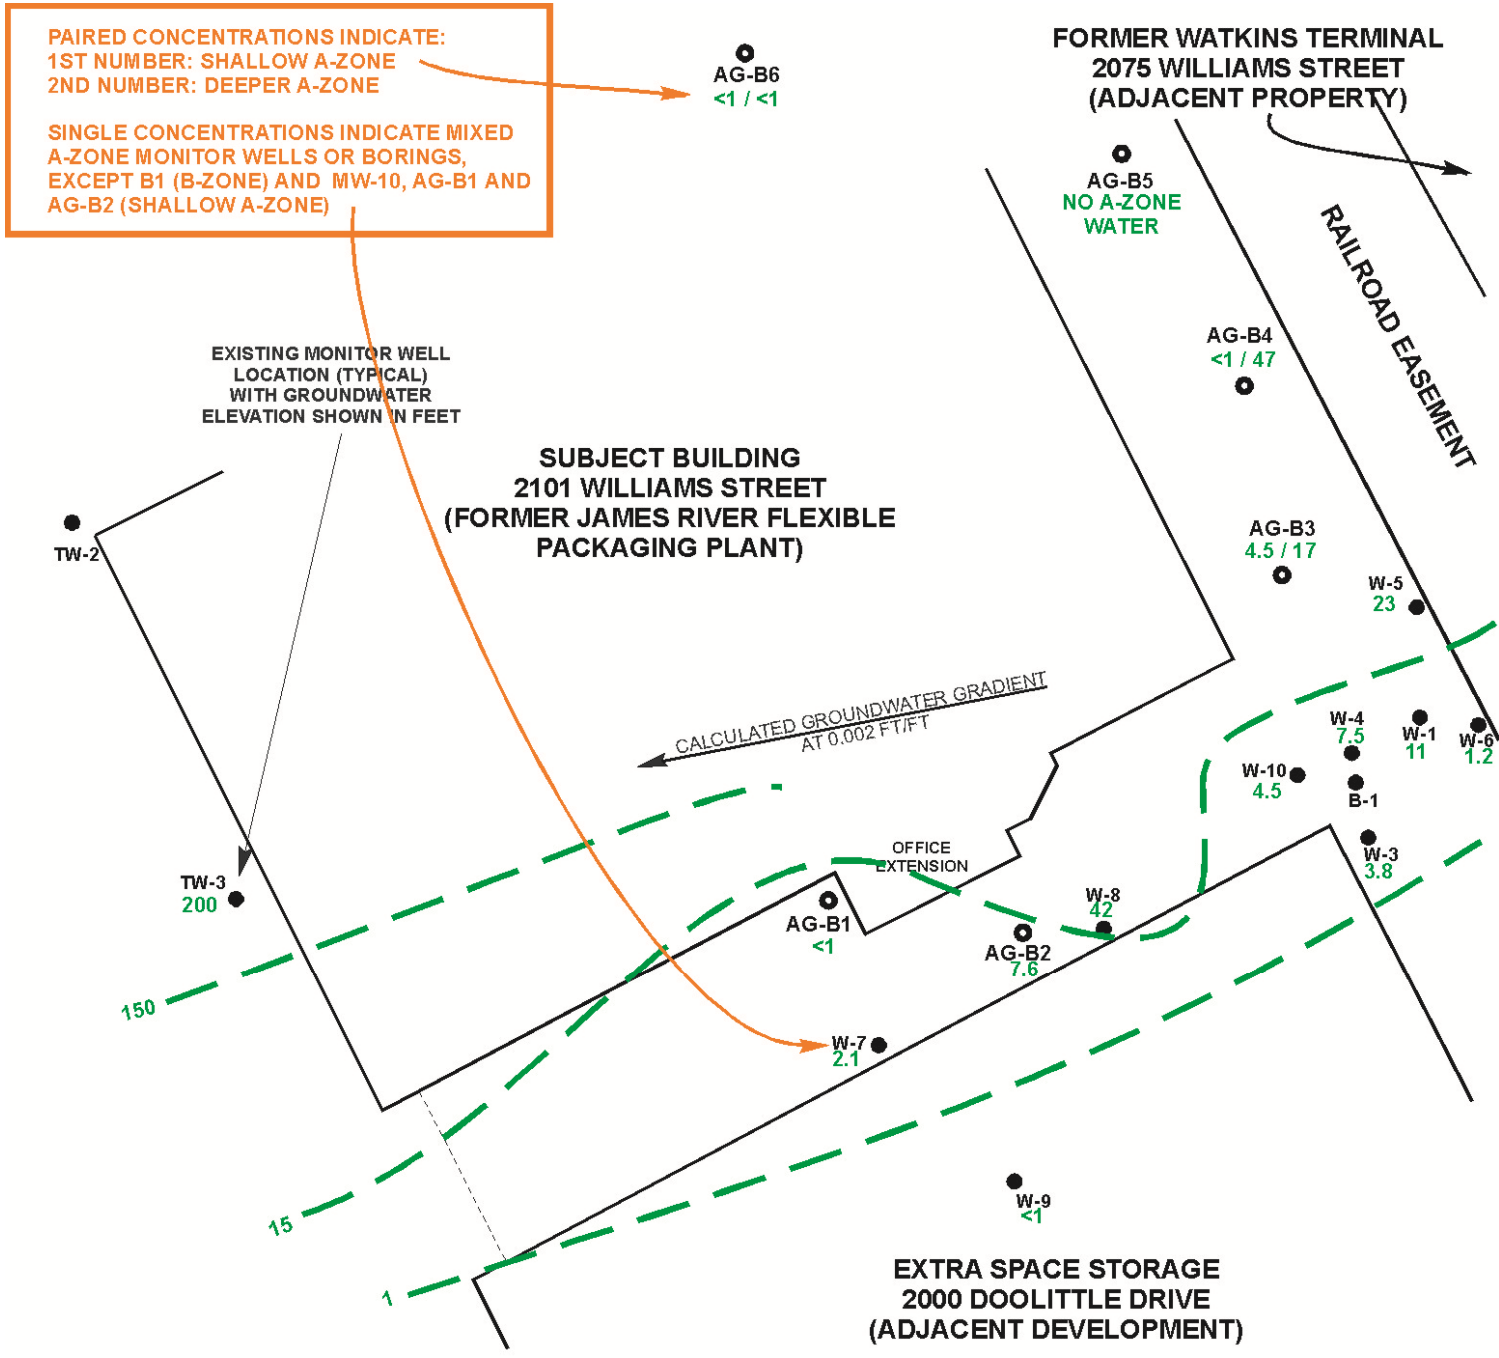 PAIRED CONCENTRATIONS INDICATE:
1ST NUMBER: SHALLOW A-ZONE
2ND NUMBER: DEEPER A-ZONE
SINGLE CONCENTRATIONS INDICATE MIXED
A-ZONE MONITOR WELLS OR BORINGS,
EXCEPT B1 (B-ZONE) AND MW-10, AG-B1 AND
AG-B2 (SHALLOW A-ZONE)
AG-B6
<1 / <1
FORMER WATKINS TERMINAL
2075 WILLIAMS STREET
(ADJACENT PROPERTY)
AG-B5
NO A-ZONE
WATER
RAILROAD EASEMENT
AG-B4
<1 / 47
EXISTING MONITOR WELL
LOCATION (TYPICAL)
WITH GROUNDWATER
ELEVATION SHOWN IN FEET
SUBJECT BUILDING
2101 WILLIAMS STREET
(FORMER JAMES RIVER FLEXIBLE
PACKAGING PLANT)
TW-2
AG-B3
4.5 / 17
W-5
23
CALCULATED GROUNDWATER GRADIENT
AT 0.002 FT/FT
W-4
7.5
W-1
11
W-6
1.2
W-10
4.5
B-1
W-3
3.8
OFFICE
EXTENSION
TW-3
200
AG-B1
<1
W-8
42
AG-B2
7.6
150
W-7
2.1
W-9
<1
15
1
EXTRA SPACE STORAGE
2000 DOOLITTLE DRIVE
(ADJACENT DEVELOPMENT)